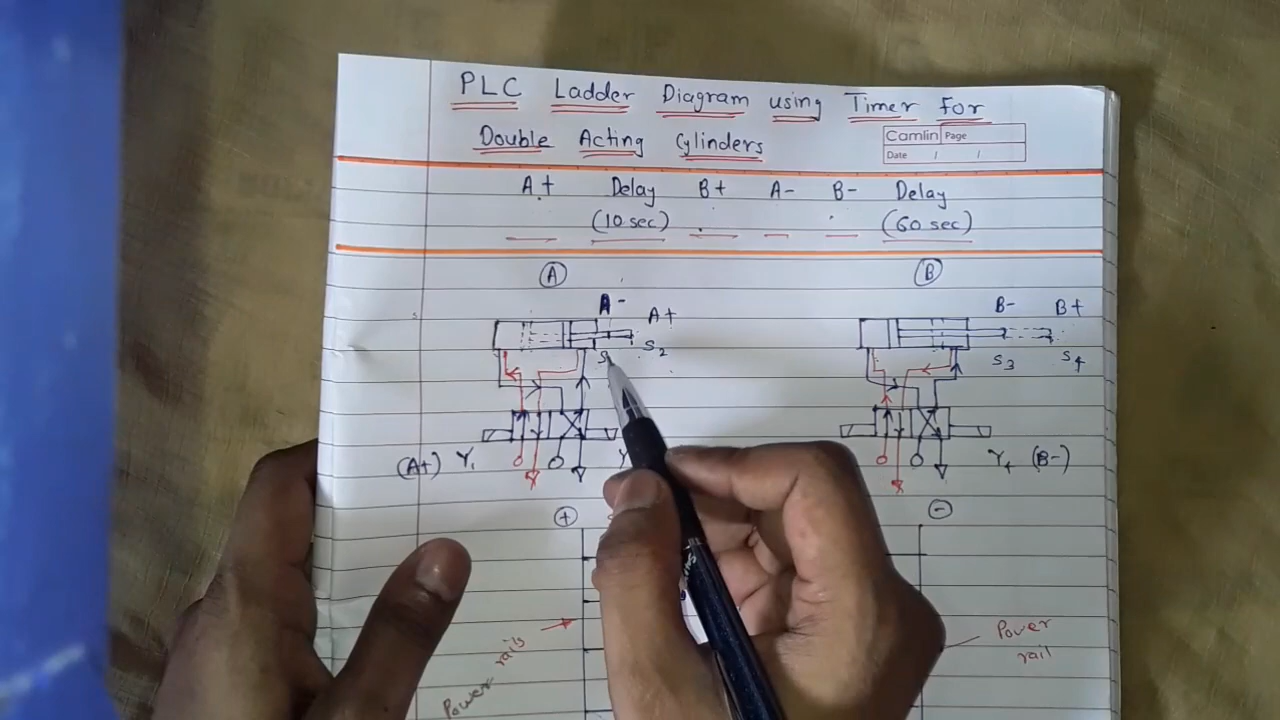 PLC Ladder Diagram using Timer For
Double Acting Cylinders
Camlin Page
Date / /
A+ Delay B+ A- B- Delay
(10 sec) (60 sec)
A B
A- A+ B- B+
S S2 S3 S4
(A+) Y1 Y Y4 (B-)
+ -
Power rails
Power rail